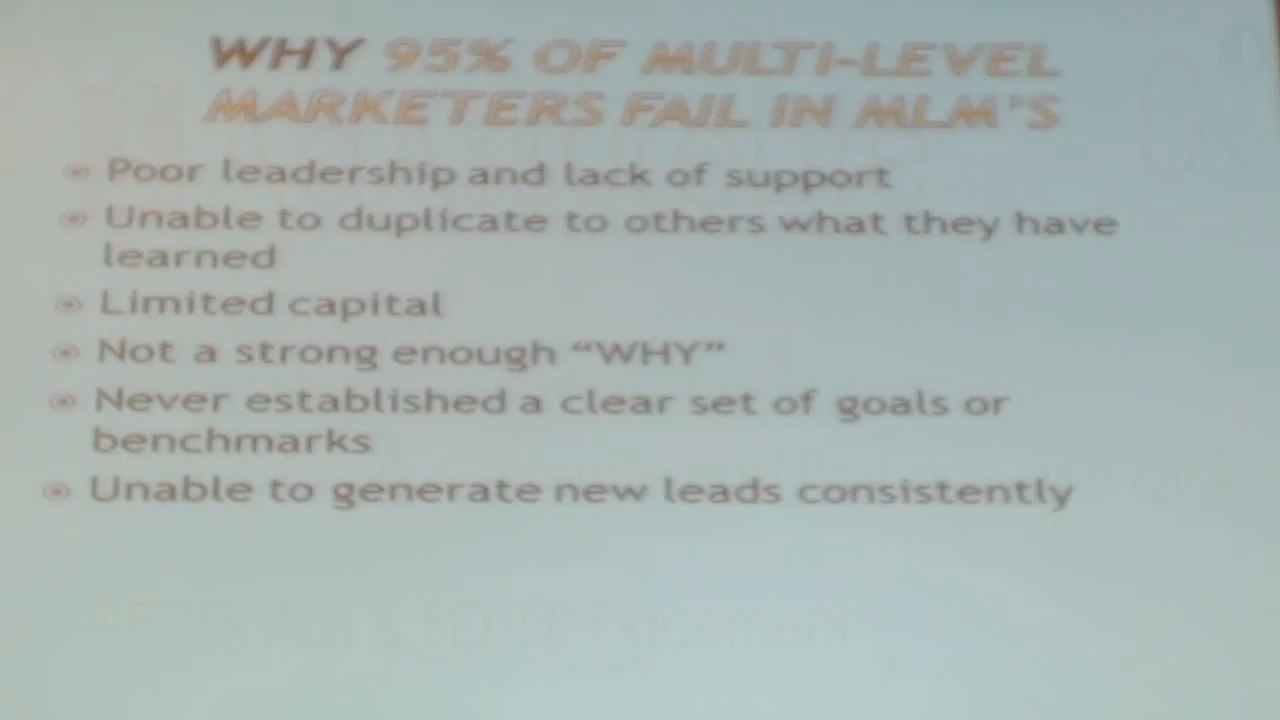 WHY 95% OF MULTI-LEVEL
MARKETERS FAIL IN MLM'S
Poor leadership and lack of support
Unable to duplicate to others what they have
learned
Limited capital
Not a strong enough “WHY”
Never established a clear set of goals or
benchmarks
Unable to generate new leads consistently